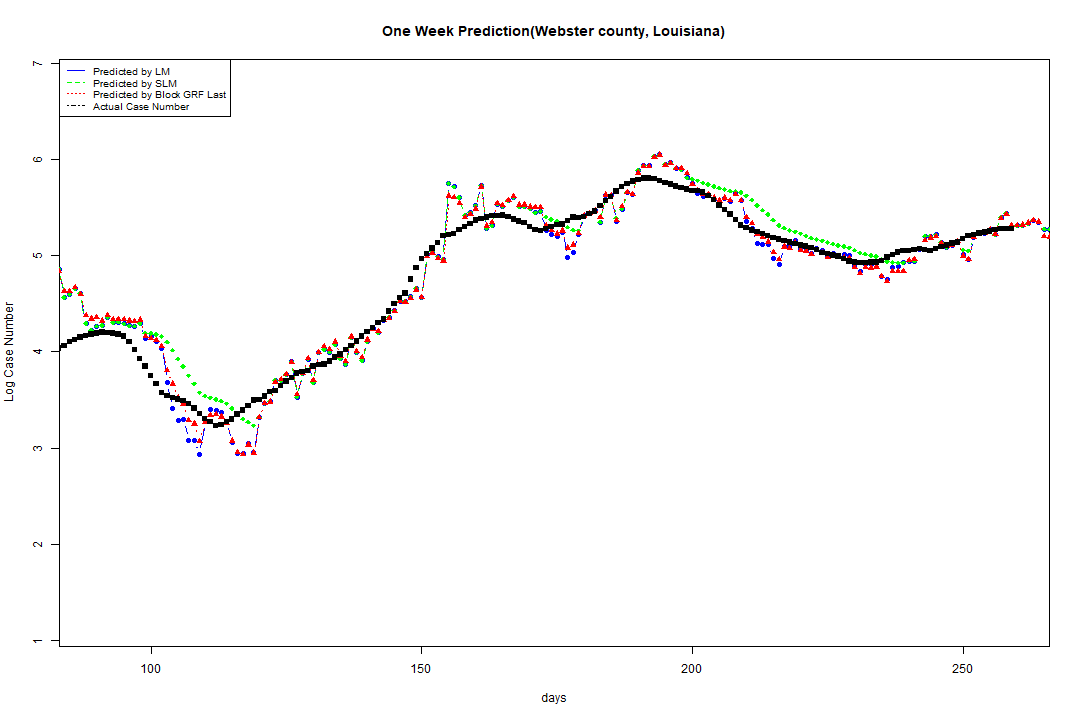 One Week Prediction(Webster county, Louisiana)
Predicted by LM
Predicted by SLM
Predicted by Block GRF Last
Actual Case Number
7
6
5
4
3
2
1
Log Case Number
100 150 200 250
days